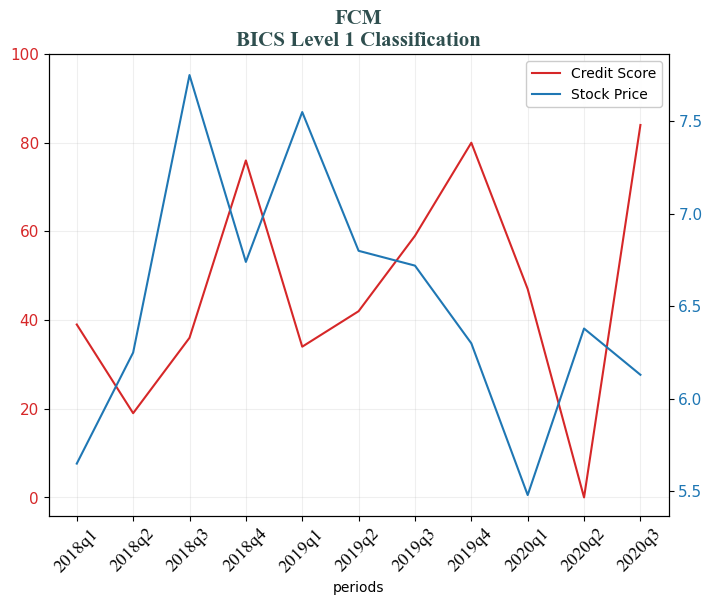 FCM
BICS Level 1 Classification
Credit Score
Stock Price
100
80
60
40
20
0
7.5
7.0
6.5
6.0
5.5
2018q1
2018q2
2018q3
2018q4
2019q1
2019q2
2019q3
2019q4
2020q1
2020q2
2020q3
periods